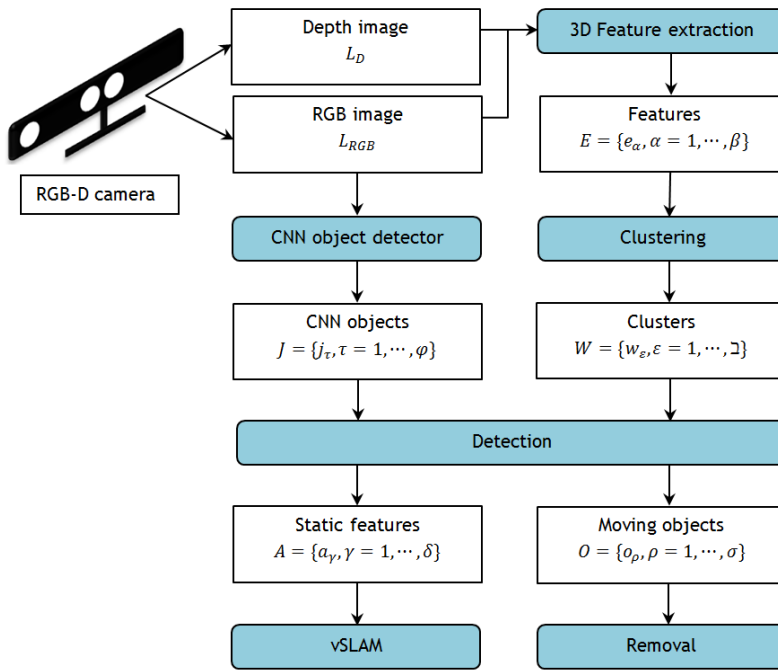 Depth image
L_D
3D Feature extraction
RGB image
L_RGB
Features
E = {e_α, α = 1, ⋯, β}
RGB-D camera
CNN object detector
Clustering
CNN objects
J = {j_τ, τ = 1, ⋯, φ}
Clusters
W = {w_ε, ε = 1, ⋯, ℶ}
Detection
Static features
A = {a_γ, γ = 1, ⋯, δ}
Moving objects
O = {o_ρ, ρ = 1, ⋯, σ}
vSLAM
Removal